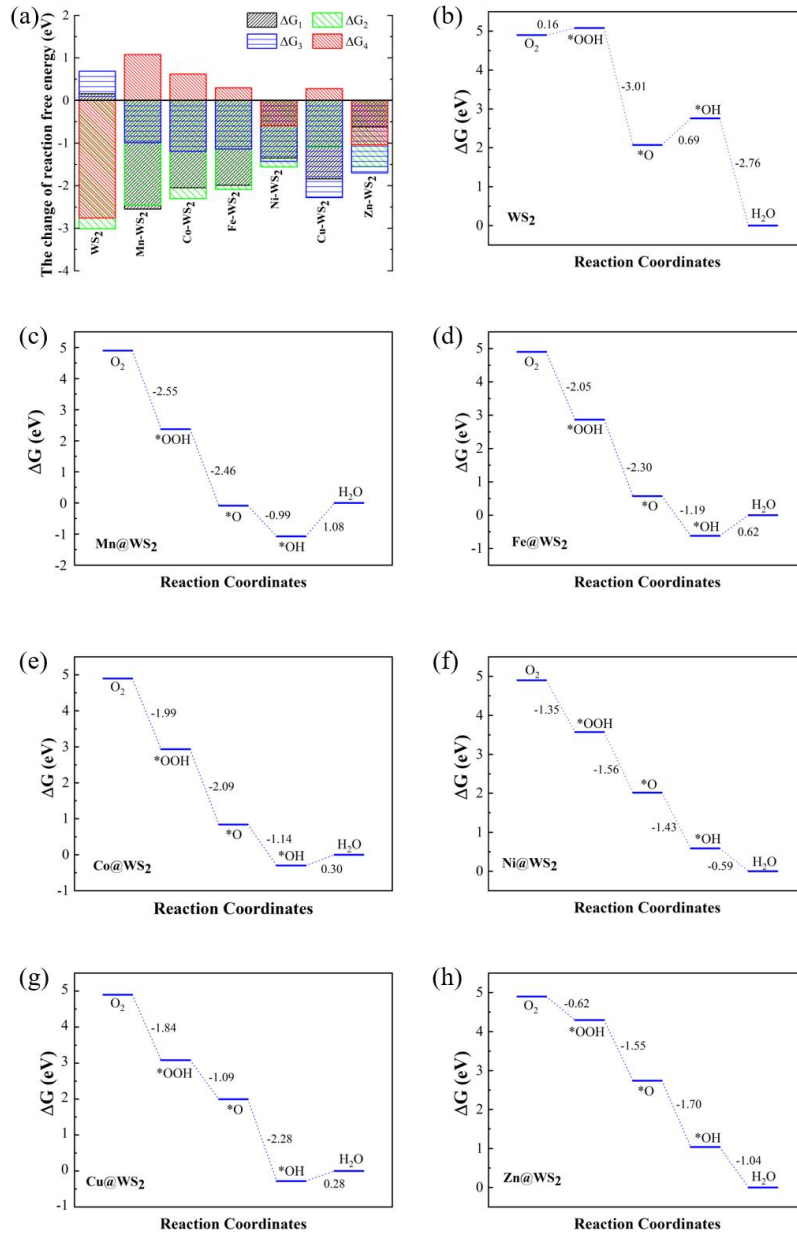 (a)
The change of reaction free energy (eV)
2
1
0
-1
-2
-3
-4
ΔG₁ ΔG₂
ΔG₃ ΔG₄
WS₂
Mn-WS₂
Co-WS₂
Fe-WS₂
Ni-WS₂
Cu-WS₂
Zn-WS₂
(b)
ΔG (eV)
5
4
3
2
1
0
O₂
0.16
*OOH
-3.01
*O
0.69
*OH
-2.76
H₂O
WS₂
Reaction Coordinates
(c)
ΔG (eV)
5
4
3
2
1
0
-1
-2
O₂
-2.55
*OOH
-2.46
*O
-0.99
*OH
1.08
H₂O
Mn@WS₂
Reaction Coordinates
(d)
ΔG (eV)
5
4
3
2
1
0
-1
O₂
-2.05
*OOH
-2.30
*O
-1.19
*OH
0.62
H₂O
Fe@WS₂
Reaction Coordinates
(e)
ΔG (eV)
5
4
3
2
1
0
-1
O₂
-1.99
*OOH
-2.09
*O
-1.14
*OH
0.30
H₂O
Co@WS₂
Reaction Coordinates
(f)
ΔG (eV)
5
4
3
2
1
0
O₂
-1.35
*OOH
-1.56
*O
-1.43
*OH
-0.59
H₂O
Ni@WS₂
Reaction Coordinates
(g)
ΔG (eV)
5
4
3
2
1
0
-1
O₂
-1.84
*OOH
-1.09
*O
-2.28
*OH
0.28
H₂O
Cu@WS₂
Reaction Coordinates
(h)
ΔG (eV)
5
4
3
2
1
0
O₂
-0.62
*OOH
-1.55
*O
-1.70
*OH
-1.04
H₂O
Zn@WS₂
Reaction Coordinates